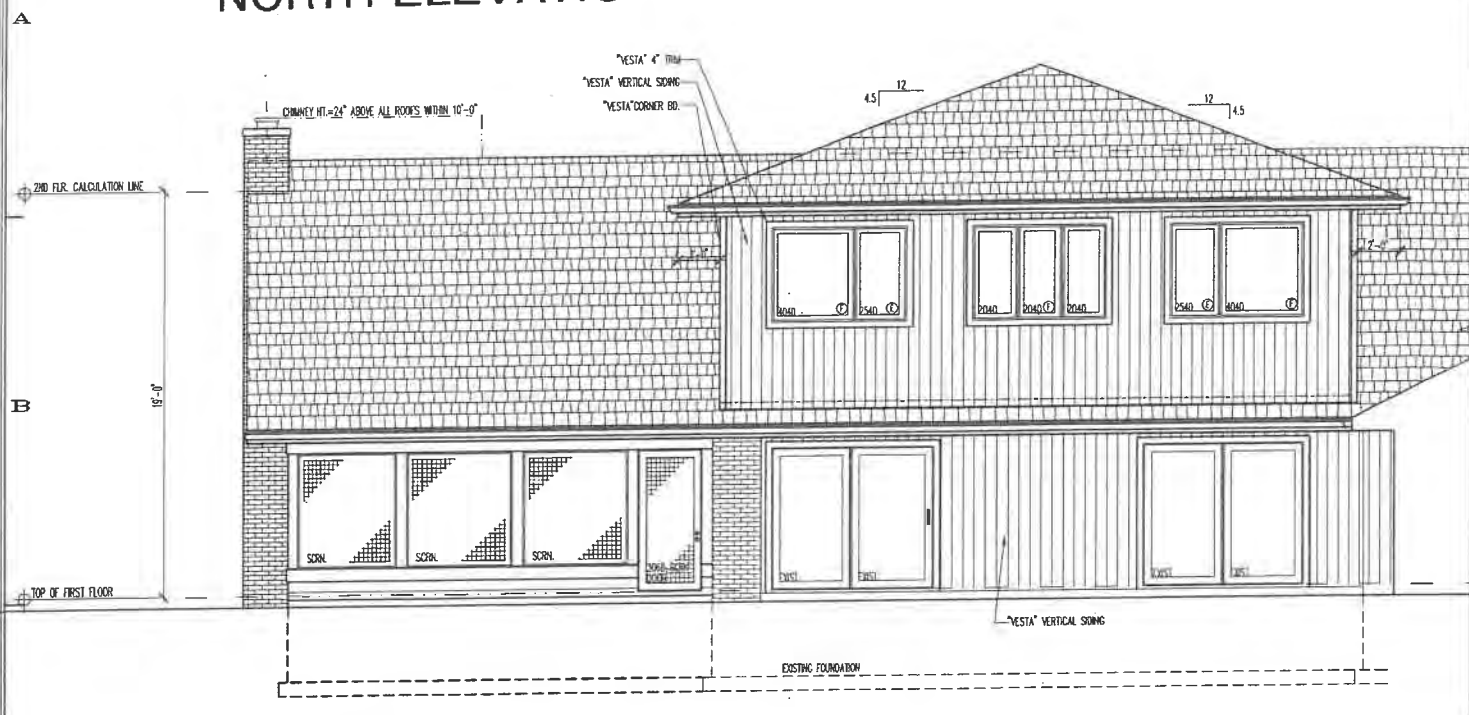 NORTH ELEVATIO
A
"VESTA" 4" TRIM
"VESTA" VERTICAL SIDING
"VESTA" CORNER BD.
12
4.5
12
4.5
CHIMNEY HT.=24" ABOVE ALL ROOFS WITHIN 10'-0"
2ND FLR. CALCULATION LINE
2'-0"
4040 E 2540 E
2040 2040 E 2040
2540 E 4040 E
19'-0"
B
SCRN.
SCRN.
SCRN.
DOOR
EXIST.
EXIST.
EXIST.
EXIST.
TOP OF FIRST FLOOR
"VESTA" VERTICAL SIDING
EXISTING FOUNDATION